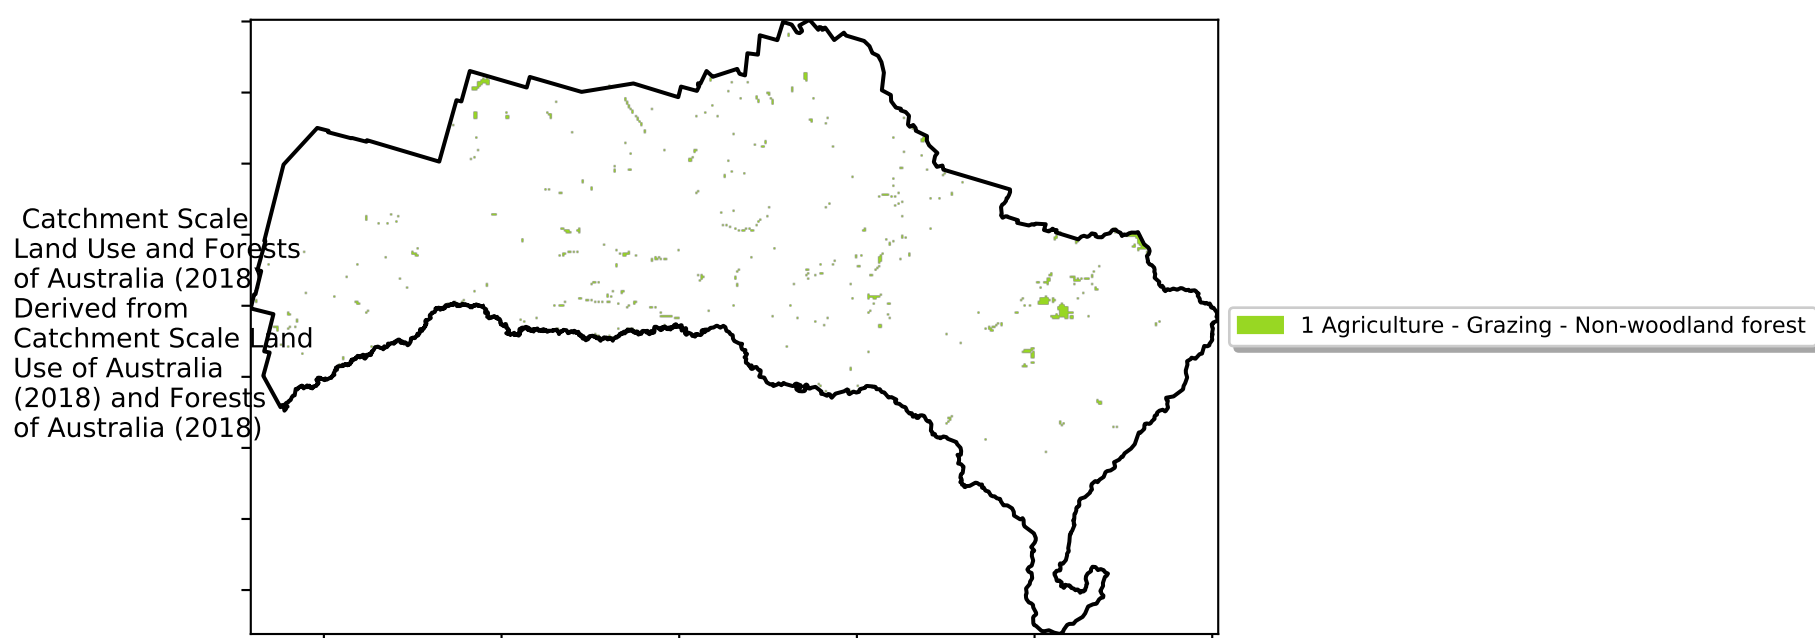 Catchment Scale
Land Use and Forests
of Australia (2018)
Derived from
Catchment Scale Land
Use of Australia
(2018) and Forests
of Australia (2018)
1 Agriculture - Grazing - Non-woodland forest